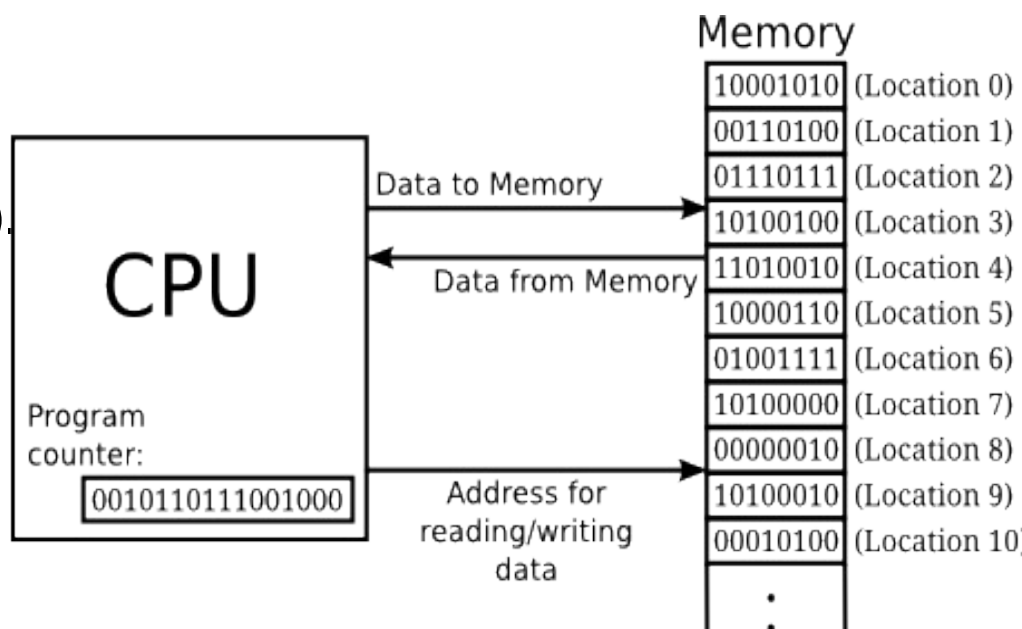 Memory
10001010 (Location 0)
00110100 (Location 1)
01110111 (Location 2)
10100100 (Location 3)
11010010 (Location 4)
10000110 (Location 5)
01001111 (Location 6)
10100000 (Location 7)
00000010 (Location 8)
10100010 (Location 9)
00010100 (Location 10)
Data to Memory
Data from Memory
Address for
reading/writing
data
CPU
Program
counter:
0010110111001000
).